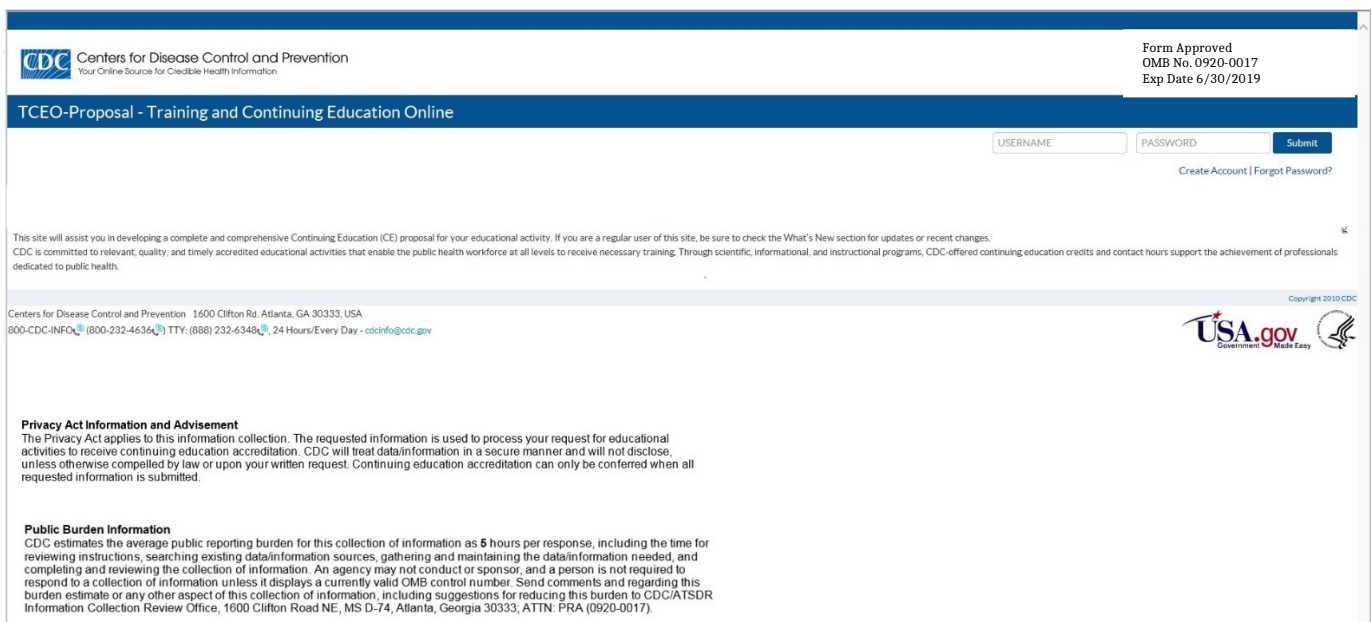 CDC Centers for Disease Control and Prevention
Your Online Source for Credible Health Information
Form Approved
OMB No. 0920-0017
Exp Date 6/30/2019
TCEO-Proposal - Training and Continuing Education Online
USERNAME PASSWORD Submit
Create Account | Forgot Password?
This site will assist you in developing a complete and comprehensive Continuing Education (CE) proposal for your educational activity. If you are a regular user of this site, be sure to check the What's New section for updates or recent changes.
CDC is committed to relevant, quality, and timely accredited educational activities that enable the public health workforce at all levels to receive necessary training. Through scientific, informational, and instructional programs, CDC-offered continuing education credits and contact hours support the achievement of professionals
dedicated to public health.
Copyright 2010 CDC
Centers for Disease Control and Prevention 1600 Clifton Rd. Atlanta, GA 30333, USA
800-CDC-INFO (800-232-4636) TTY: (888) 232-6348, 24 Hours/Every Day - cdcinfo@cdc.gov
USA.gov
Government Made Easy
Privacy Act Information and Advisement
The Privacy Act applies to this information collection. The requested information is used to process your request for educational
activities to receive continuing education accreditation. CDC will treat data/information in a secure manner and will not disclose,
unless otherwise compelled by law or upon your written request. Continuing education accreditation can only be conferred when all
requested information is submitted.
Public Burden Information
CDC estimates the average public reporting burden for this collection of information as 5 hours per response, including the time for
reviewing instructions, searching existing data/information sources, gathering and maintaining the data/information needed, and
completing and reviewing the collection of information. An agency may not conduct or sponsor, and a person is not required to
respond to a collection of information unless it displays a currently valid OMB control number. Send comments and regarding this
burden estimate or any other aspect of this collection of information, including suggestions for reducing this burden to CDC/ATSDR
Information Collection Review Office, 1600 Clifton Road NE, MS D-74, Atlanta, Georgia 30333; ATTN: PRA (0920-0017).